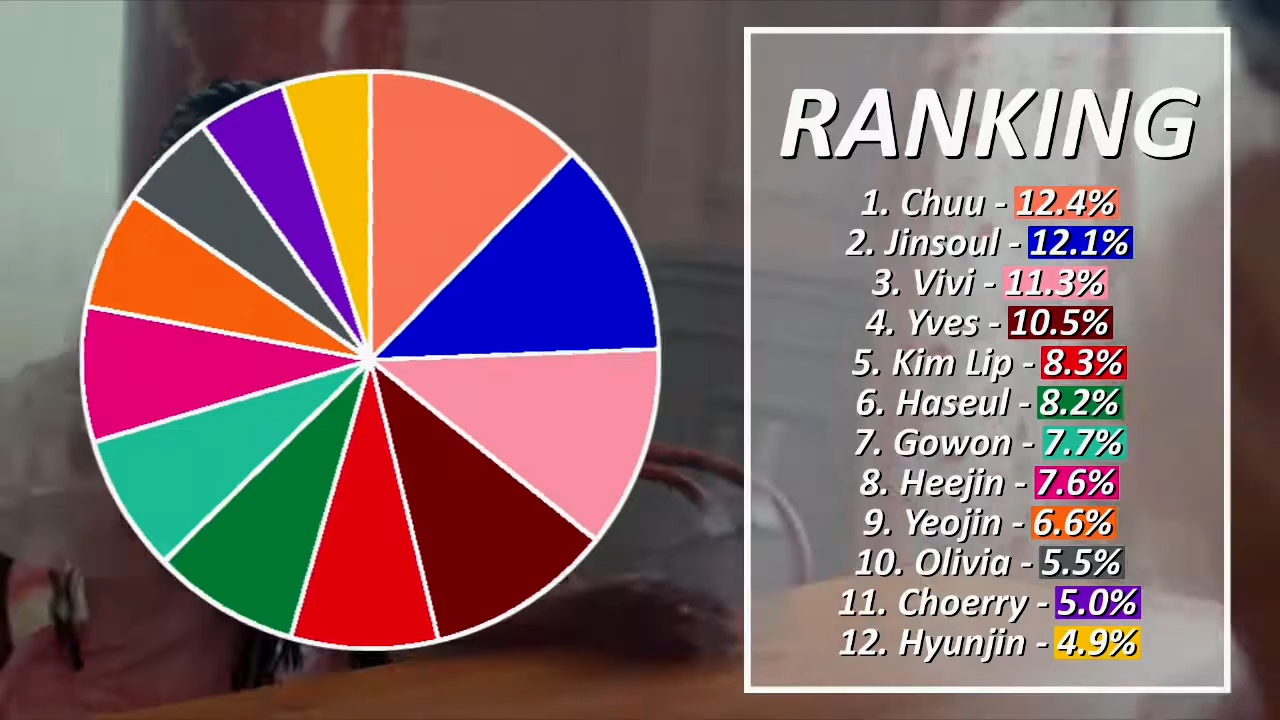 RANKING
1. Chuu - 12.4%
2. Jinsoul - 12.1%
3. Vivi - 11.3%
4. Yves - 10.5%
5. Kim Lip - 8.3%
6. Haseul - 8.2%
7. Gowon - 7.7%
8. Heejin - 7.6%
9. Yeojin - 6.6%
10. Olivia - 5.5%
11. Choerry - 5.0%
12. Hyunjin - 4.9%